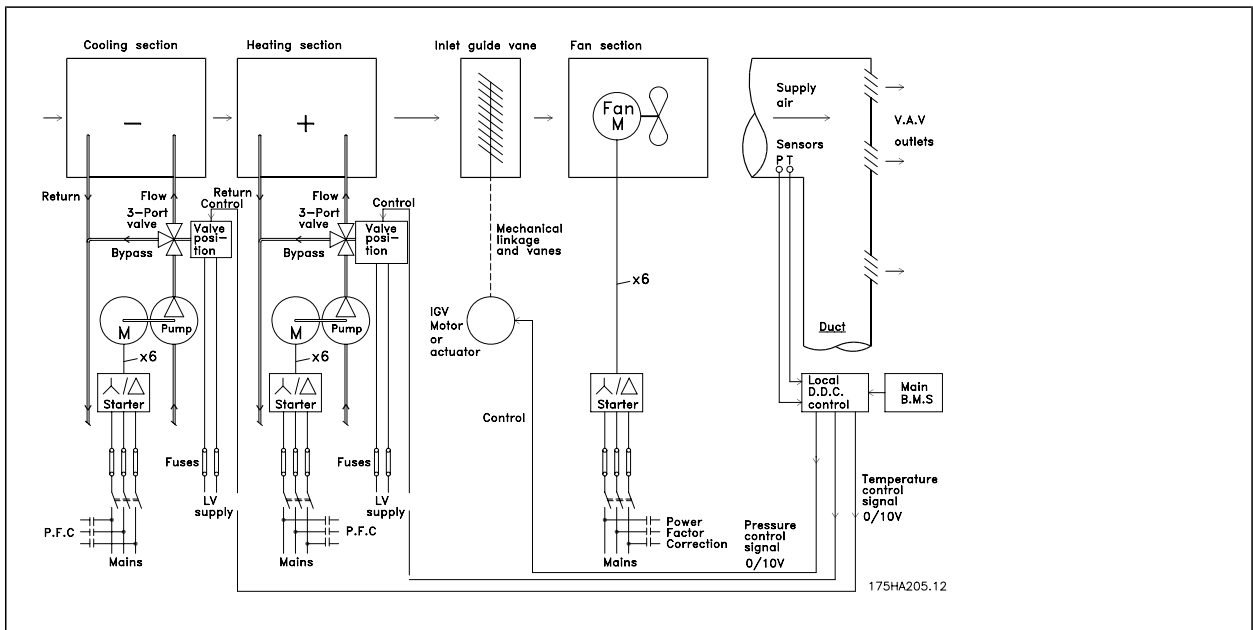 Cooling section
Heating section
Inlet guide vane
Fan section
−
+
Fan
M
Supply
air
V.A.V
outlets
Sensors
P T
Return
Flow
Return
Control
3-Port
valve
Valve
posi-
tion
Bypass
Flow
Control
3-Port
valve
Valve
posi-
tion
Bypass
Mechanical
linkage
and vanes
x6
M
Pump
M
Pump
IGV
Motor
or
actuator
Duct
x6
x6
/
Starter
/
Starter
/
Starter
Local
D.D.C.
control
Main
B.M.S
Control
Fuses
Fuses
LV
supply
LV
supply
Temperature
control
signal
0/10V
P.F.C
P.F.C
Power
Factor
Correction
Pressure
control
signal
0/10V
Mains
Mains
Mains
175HA205.12